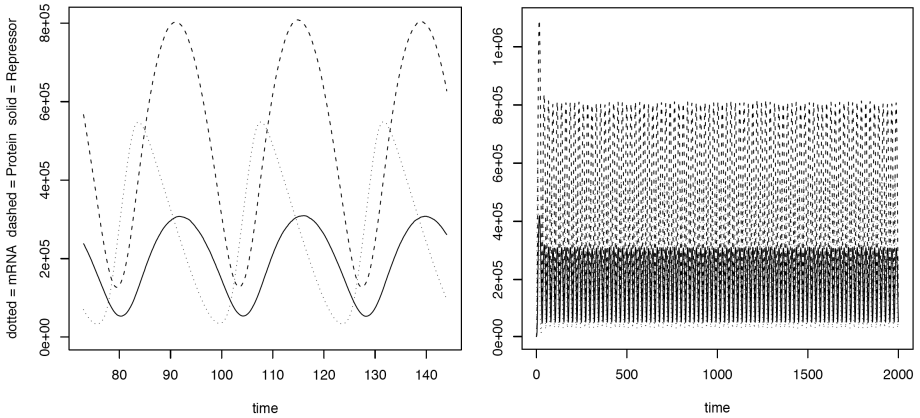 dotted = mRNA dashed = Protein solid = Repressor
8e+05
6e+05
4e+05
2e+05
0e+00
80 90 100 110 120 130 140
time
1e+06
8e+05
6e+05
4e+05
2e+05
0e+00
0 500 1000 1500 2000
time